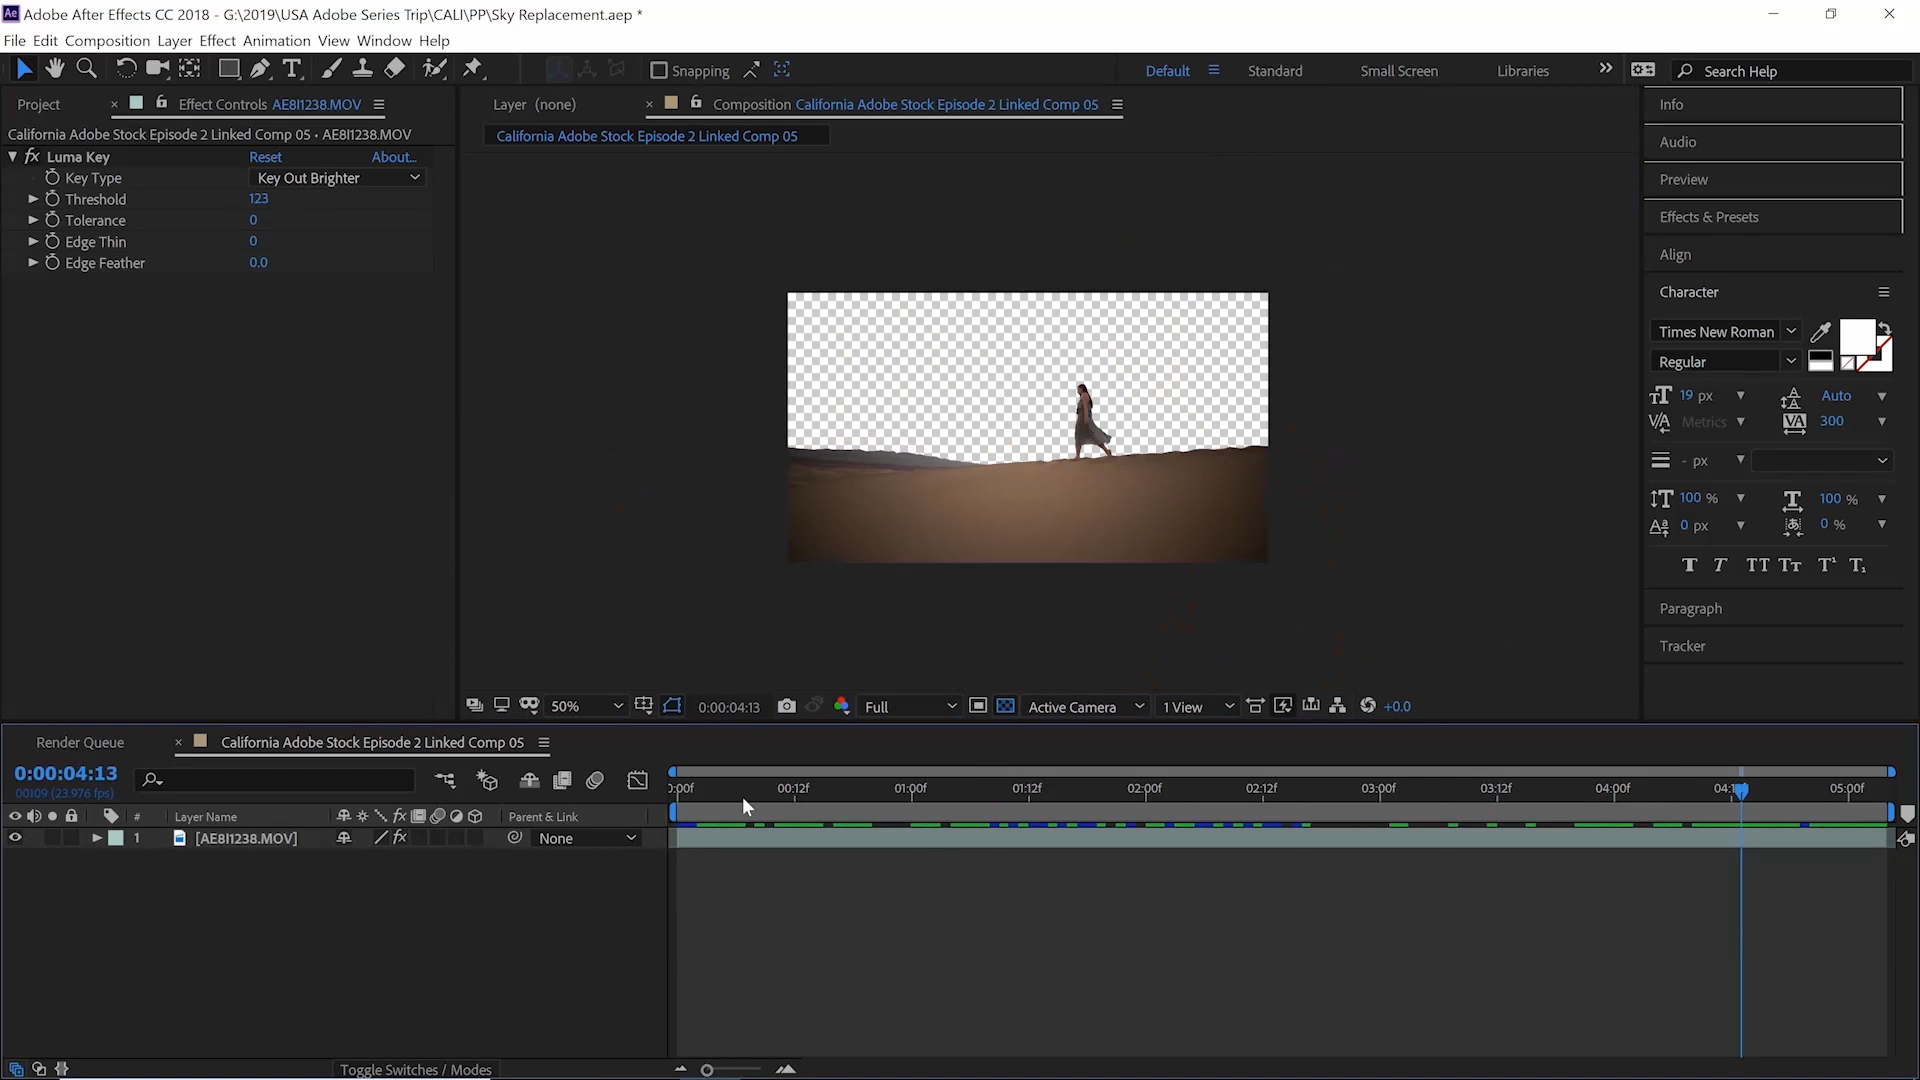 Ae Adobe After Effects CC 2018 - G:\2019\USA Adobe Series Trip\CALI\PP\Sky Replacement.aep *
File Edit Composition Layer Effect Animation View Window Help
Snapping
Default Standard Small Screen Libraries Search Help
Project Effect Controls AE8I1238.MOV
Layer (none) Composition California Adobe Stock Episode 2 Linked Comp 05
California Adobe Stock Episode 2 Linked Comp 05 • AE8I1238.MOV
California Adobe Stock Episode 2 Linked Comp 05
fx Luma Key Reset About...
Key Type Key Out Brighter
Threshold 123
Tolerance 0
Edge Thin 0
Edge Feather 0.0
Info
Audio
Preview
Effects & Presets
Align
Character
Times New Roman
Regular
19 px Auto
Metrics 300
- px
100 % 100 %
0 px 0 %
T T TT Tт T¹ T₁
Paragraph
Tracker
50% 0:00:04:13 Full Active Camera 1 View +0.0
Render Queue California Adobe Stock Episode 2 Linked Comp 05
0:00:04:13
00109 (23.976 fps)
00:12f 01:00f 01:12f 02:00f 02:12f 03:00f 03:12f 04:00f 05:00f
# Layer Name Parent & Link
1 [AE8I1238.MOV] None
Toggle Switches / Modes